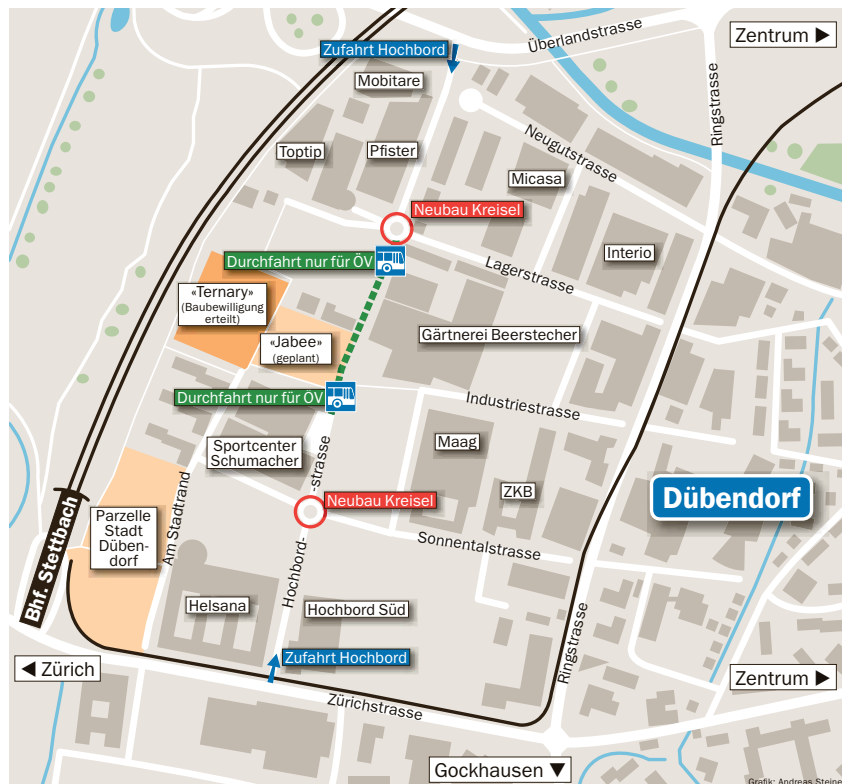 Zentrum ▶
Überlandstrasse
Zufahrt Hochbord
Mobitare
Ringstrasse
Neugutstrasse
Toptip
Pfister
Micasa
Neubau Kreisel
Interio
Durchfahrt nur für ÖV
Lagerstrasse
«Ternary»
(Baubewilligung
erteilt)
«Jabee»
(geplant)
Gärtnerei Beerstecher
Durchfahrt nur für ÖV
Industriestrasse
Sportcenter
Schumacher
-strasse
Maag
ZKB
Neubau Kreisel
Dübendorf
Bhf. Stettbach
Parzelle
Stadt
Düben-
dorf
Am Stadtrand
Sonnentalstrasse
Hochbord-
Helsana
Hochbord Süd
Ringstrasse
Zufahrt Hochbord
◀ Zürich
Zentrum ▶
Zürichstrasse
Gockhausen ▼
Grafik: Andreas Steine